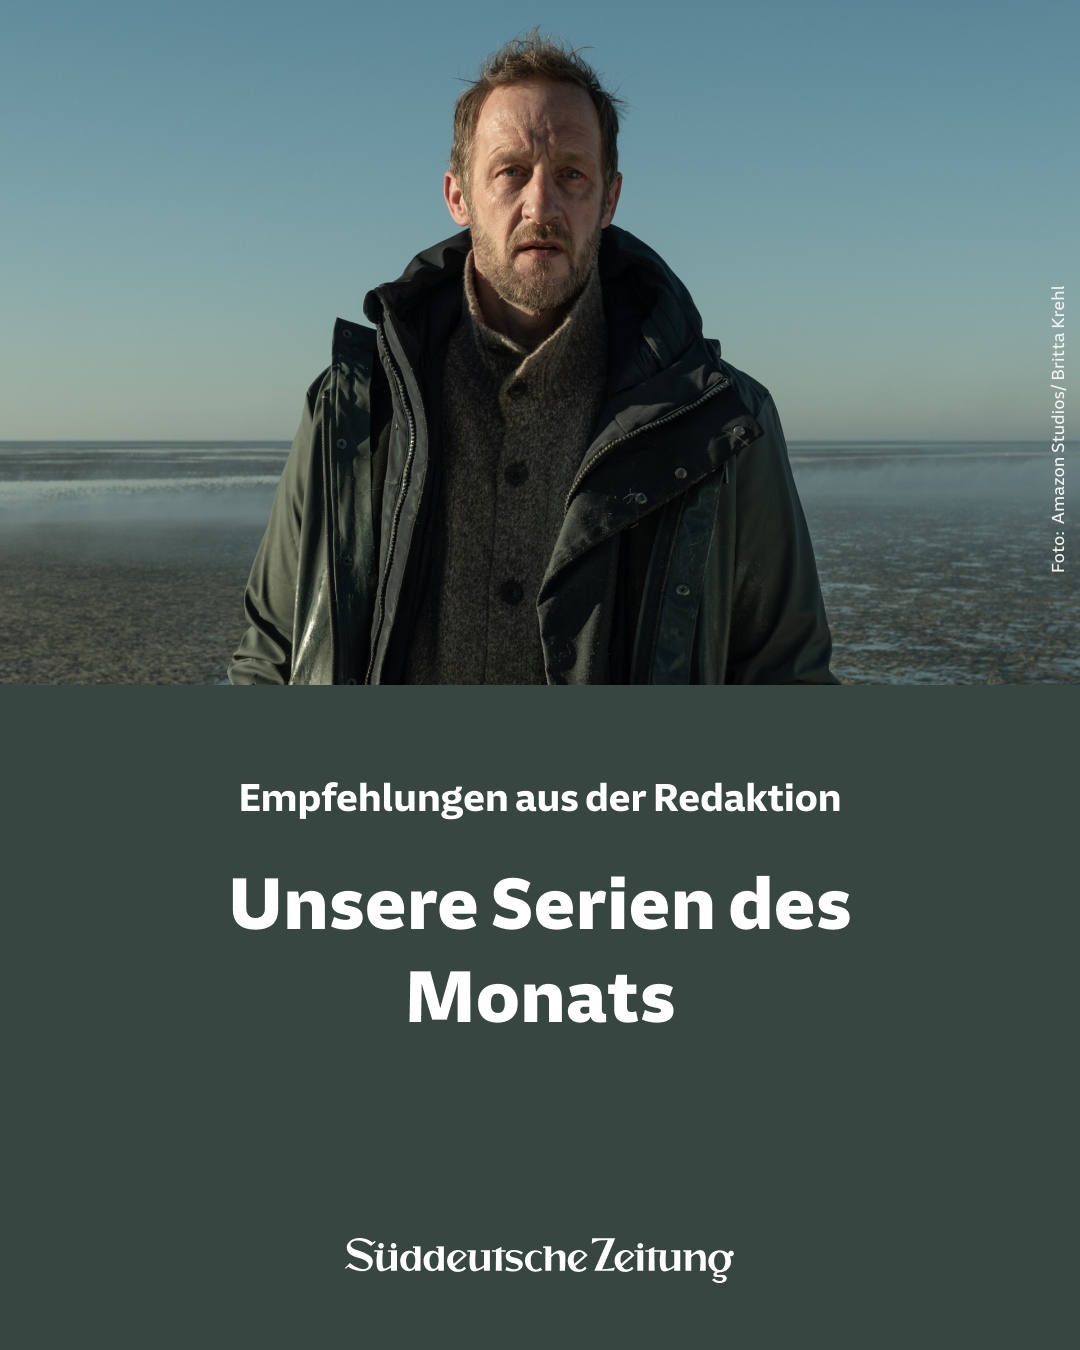 Foto: Amazon Studios/ Britta Krehl
Empfehlungen aus der Redaktion
Unsere Serien des
Monats
Süddeutsche Zeitung